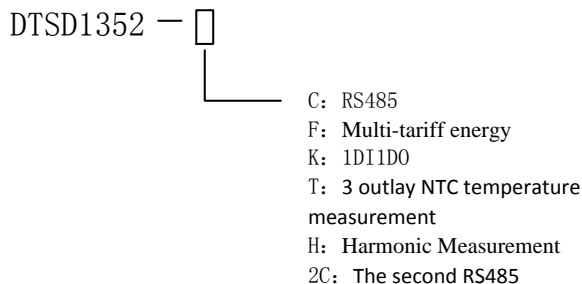 DTSD1352 — □
C：RS485
F：Multi-tariff energy
K：1DI1DO
T：3 outlay NTC temperature
measurement
H：Harmonic Measurement
2C：The second RS485